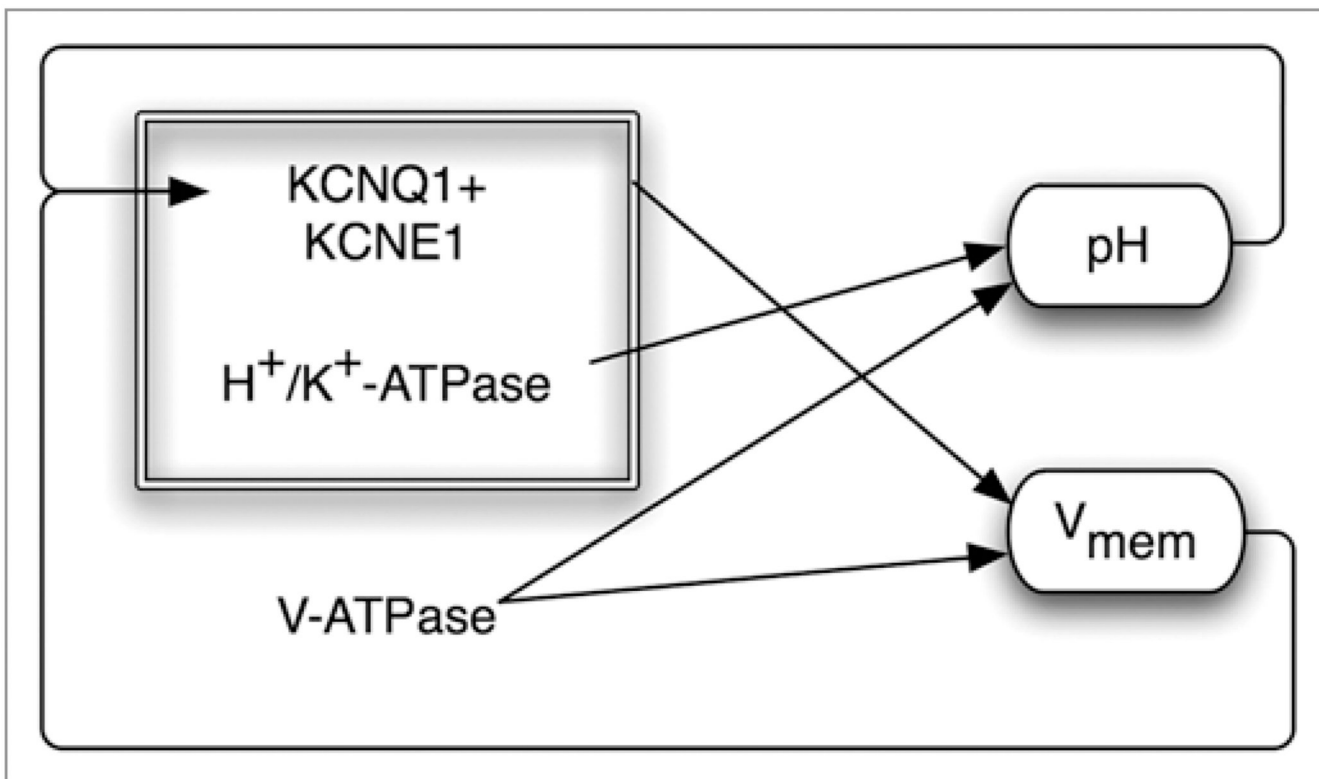 KCNQ1+
KCNE1
H⁺/K⁺-ATPase
V-ATPase
pH
Vmem